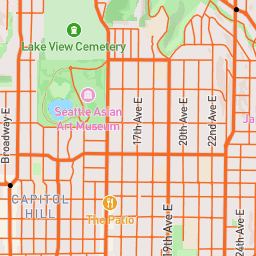 Lake View Cemetery
Seattle Asian
Art Museum
Ja
Broadway E
17th Ave E
20th Ave E
22nd Ave E
CAPITOL
HILL
The Patio
19th Ave E
24th Ave E